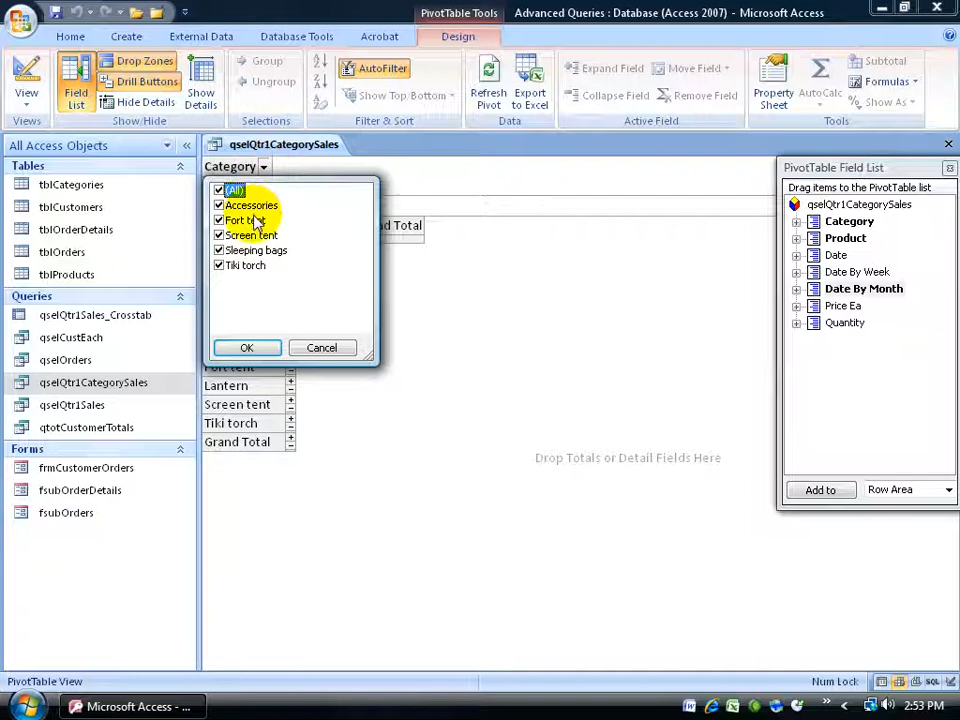 PivotTable Tools
Advanced Queries : Database (Access 2007) - Microsoft Access
Home
Create
External Data
Database Tools
Acrobat
Design
View
Views
Field List
Drop Zones
Drill Buttons
Hide Details
Show Details
Show/Hide
Group
Ungroup
Selections
AutoFilter
Show Top/Bottom
Filter & Sort
Refresh Pivot
Export to Excel
Data
Expand Field
Collapse Field
Move Field
Remove Field
Active Field
Property Sheet
AutoCalc
Subtotal
Formulas
Show As
Tools
All Access Objects
Tables
tblCategories
tblCustomers
tblOrderDetails
tblOrders
tblProducts
Queries
qselQtr1Sales_Crosstab
qselCustEach
qselOrders
qselQtr1CategorySales
qselQtr1Sales
qtotCustomerTotals
Forms
frmCustomerOrders
fsubOrderDetails
fsubOrders
qselQtr1CategorySales
Category
(All)
Accessories
Fort tent
Screen tent
Sleeping bags
Tiki torch
OK
Cancel
Total
Lantern
Screen tent
Tiki torch
Grand Total
Drop Totals or Detail Fields Here
PivotTable Field List
Drag items to the PivotTable list
qselQtr1CategorySales
Category
Product
Date
Date By Week
Date By Month
Price Ea
Quantity
Add to
Row Area
PivotTable View
Num Lock
SQL
Microsoft Access - ...
2:53 PM